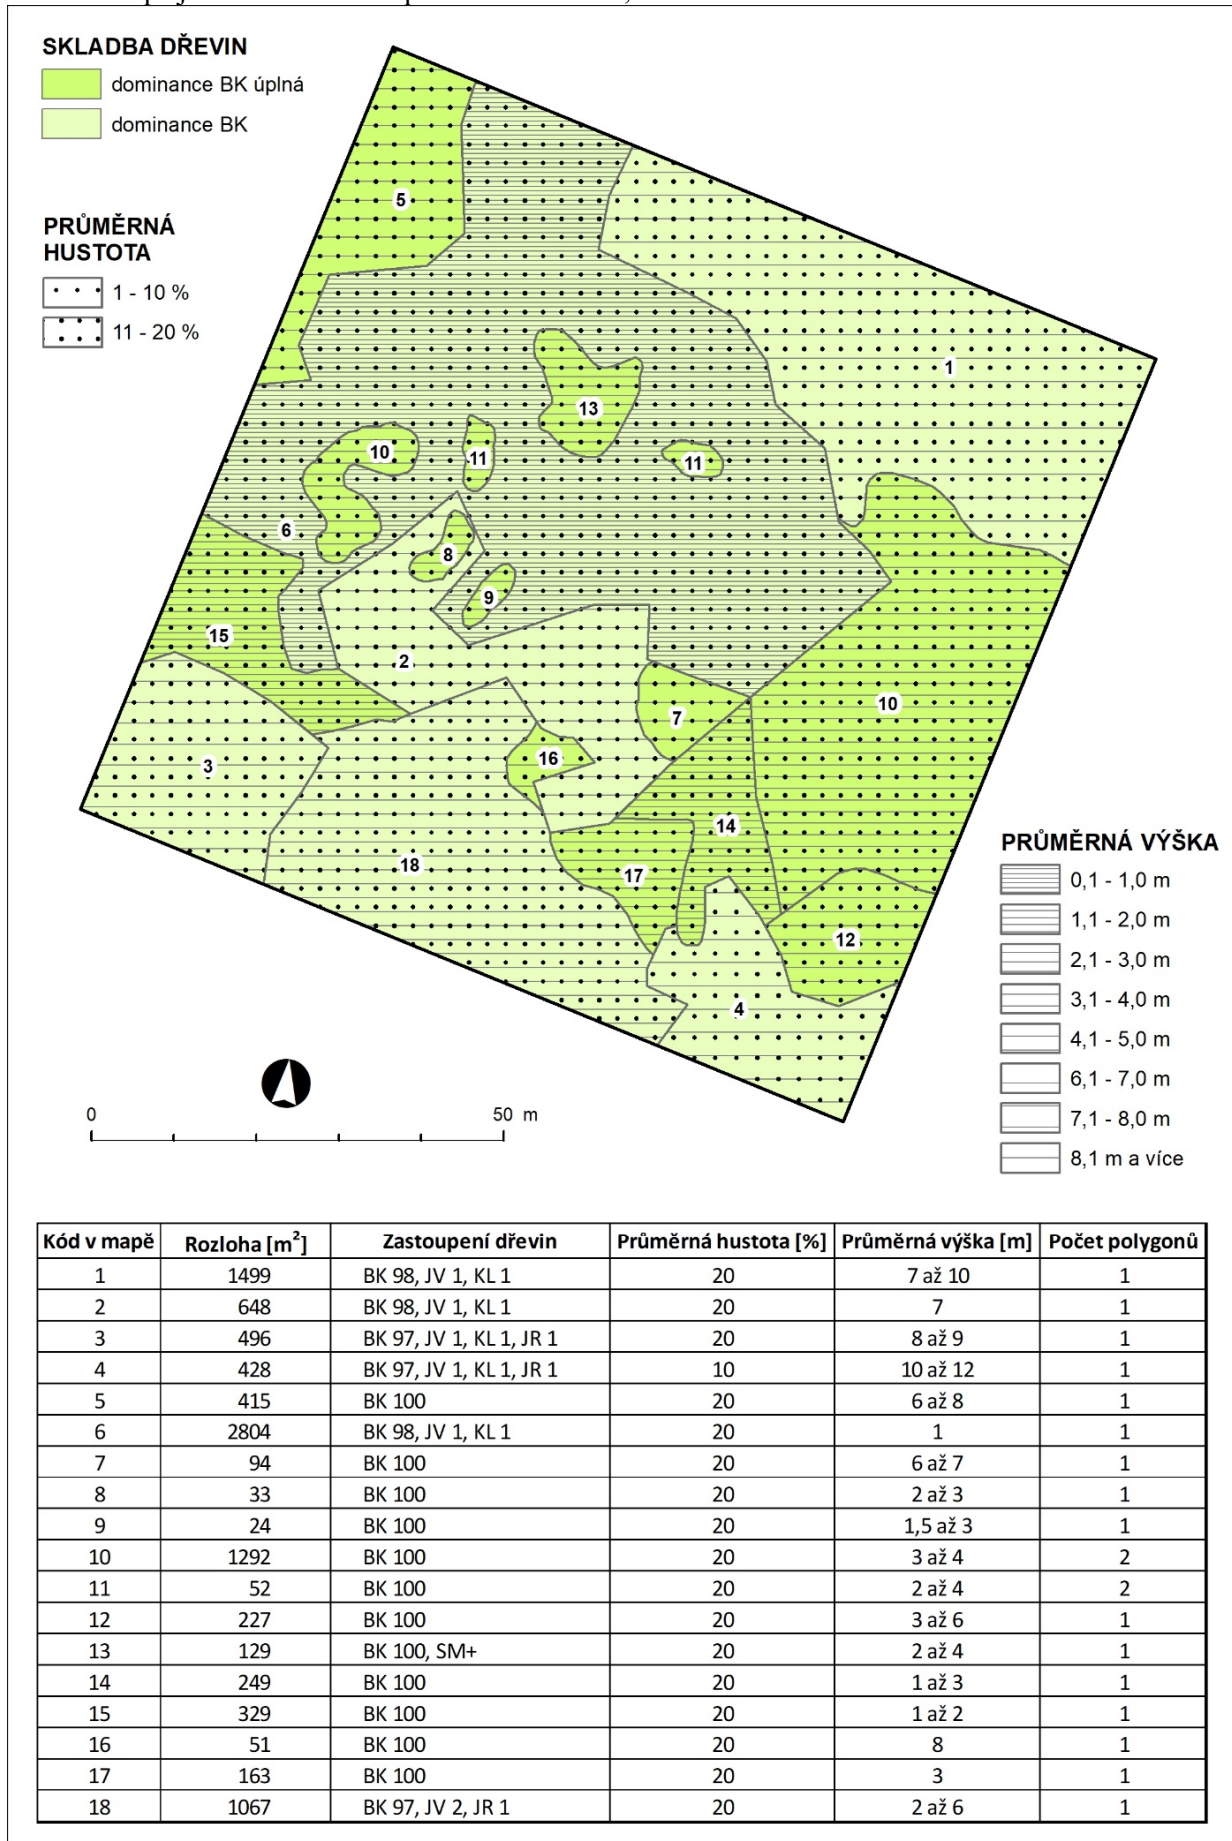 SKLADBA DŘEVIN
dominance BK úplná
dominance BK
PRŮMĚRNÁ
HUSTOTA
1 - 10 %
11 - 20 %
5
1
13
10
11
11
6
8
9
15
2
10
7
3
16
14
18
17
12
4
PRŮMĚRNÁ VÝŠKA
0,1 - 1,0 m
1,1 - 2,0 m
2,1 - 3,0 m
3,1 - 4,0 m
4,1 - 5,0 m
6,1 - 7,0 m
7,1 - 8,0 m
8,1 m a více
0 50 m
Kód v mapě Rozloha [m²] Zastoupení dřevin Průměrná hustota [%] Průměrná výška [m] Počet polygonů
1 1499 BK 98, JV 1, KL 1 20 7 až 10 1
2 648 BK 98, JV 1, KL 1 20 7 1
3 496 BK 97, JV 1, KL 1, JR 1 20 8 až 9 1
4 428 BK 97, JV 1, KL 1, JR 1 10 10 až 12 1
5 415 BK 100 20 6 až 8 1
6 2804 BK 98, JV 1, KL 1 20 1 1
7 94 BK 100 20 6 až 7 1
8 33 BK 100 20 2 až 3 1
9 24 BK 100 20 1,5 až 3 1
10 1292 BK 100 20 3 až 4 2
11 52 BK 100 20 2 až 4 2
12 227 BK 100 20 3 až 6 1
13 129 BK 100, SM+ 20 2 až 4 1
14 249 BK 100 20 1 až 3 1
15 329 BK 100 20 1 až 2 1
16 51 BK 100 20 8 1
17 163 BK 100 20 3 1
18 1067 BK 97, JV 2, JR 1 20 2 až 6 1